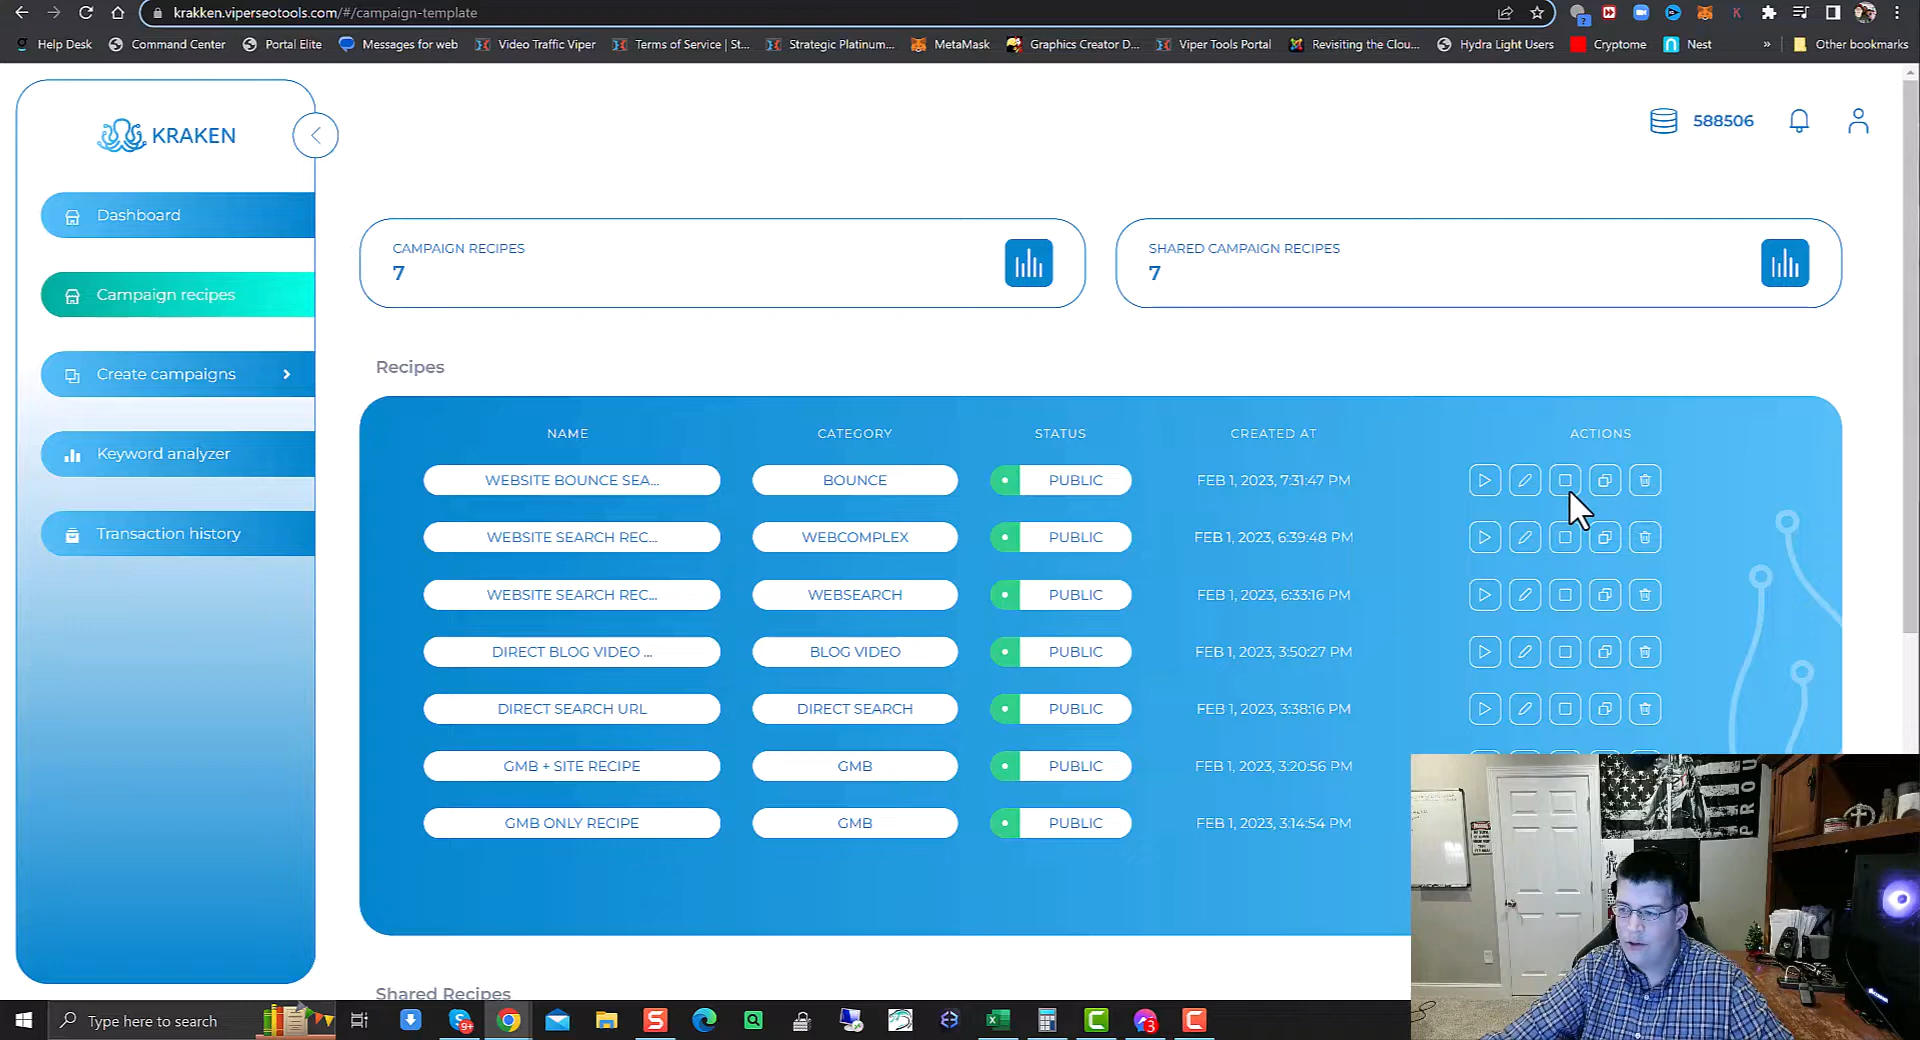 krakken.viperseotools.com/#/campaign-template
Help Desk Command Center Portal Elite Messages for web Video Traffic Viper Terms of Service | St... Strategic Platinum... MetaMask Graphics Creator D... Viper Tools Portal Revisiting the Clou... Hydra Light Users Cryptome Nest » Other bookmarks
KRAKEN
588506
Dashboard
Campaign recipes
Create campaigns
Keyword analyzer
Transaction history
CAMPAIGN RECIPES
7
SHARED CAMPAIGN RECIPES
7
Recipes
NAME CATEGORY STATUS CREATED AT ACTIONS
WEBSITE BOUNCE SEA... BOUNCE PUBLIC FEB 1, 2023, 7:31:47 PM
WEBSITE SEARCH REC... WEBCOMPLEX PUBLIC FEB 1, 2023, 6:39:48 PM
WEBSITE SEARCH REC... WEBSEARCH PUBLIC FEB 1, 2023, 6:33:16 PM
DIRECT BLOG VIDEO ... BLOG VIDEO PUBLIC FEB 1, 2023, 3:50:27 PM
DIRECT SEARCH URL DIRECT SEARCH PUBLIC FEB 1, 2023, 3:38:16 PM
GMB + SITE RECIPE GMB PUBLIC FEB 1, 2023, 3:20:56 PM
GMB ONLY RECIPE GMB PUBLIC FEB 1, 2023, 3:14:54 PM
PROU
Shared Recipes
Type here to search
9+
3